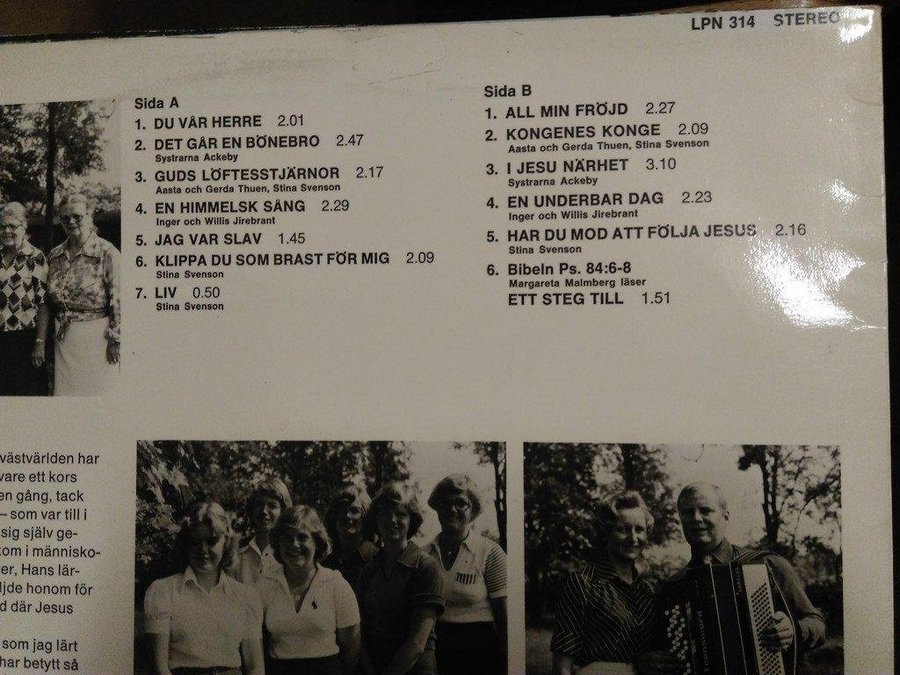 LPN 314 STEREO
Sida A
1. DU VÅR HERRE 2.01
2. DET GÅR EN BÖNEBRO 2.47
Systrarna Ackeby
3. GUDS LÖFTESSTJÄRNOR 2.17
Aasta och Gerda Thuen, Stina Svenson
4. EN HIMMELSK SÅNG 2.29
Inger och Willis Jirebrant
5. JAG VAR SLAV 1.45
6. KLIPPA DU SOM BRAST FÖR MIG 2.09
Stina Svenson
7. LIV 0.50
Stina Svenson
Sida B
1. ALL MIN FRÖJD 2.27
2. KONGENES KONGE 2.09
Aasta och Gerda Thuen, Stina Svenson
3. I JESU NÄRHET 3.10
Systrarna Ackeby
4. EN UNDERBAR DAG 2.23
Inger och Willis Jirebrant
5. HAR DU MOD ATT FÖLJA JESUS 2.16
Stina Svenson
6. Bibeln Ps. 84:6-8
Margareta Malmberg läser
ETT STEG TILL 1.51
västvärlden har
vare ett kors
en gång, tack
– som var till i
sig själv ge-
kom i människo-
er, Hans lär-
ljde honom för
d där Jesus
som jag lärt
har betytt så